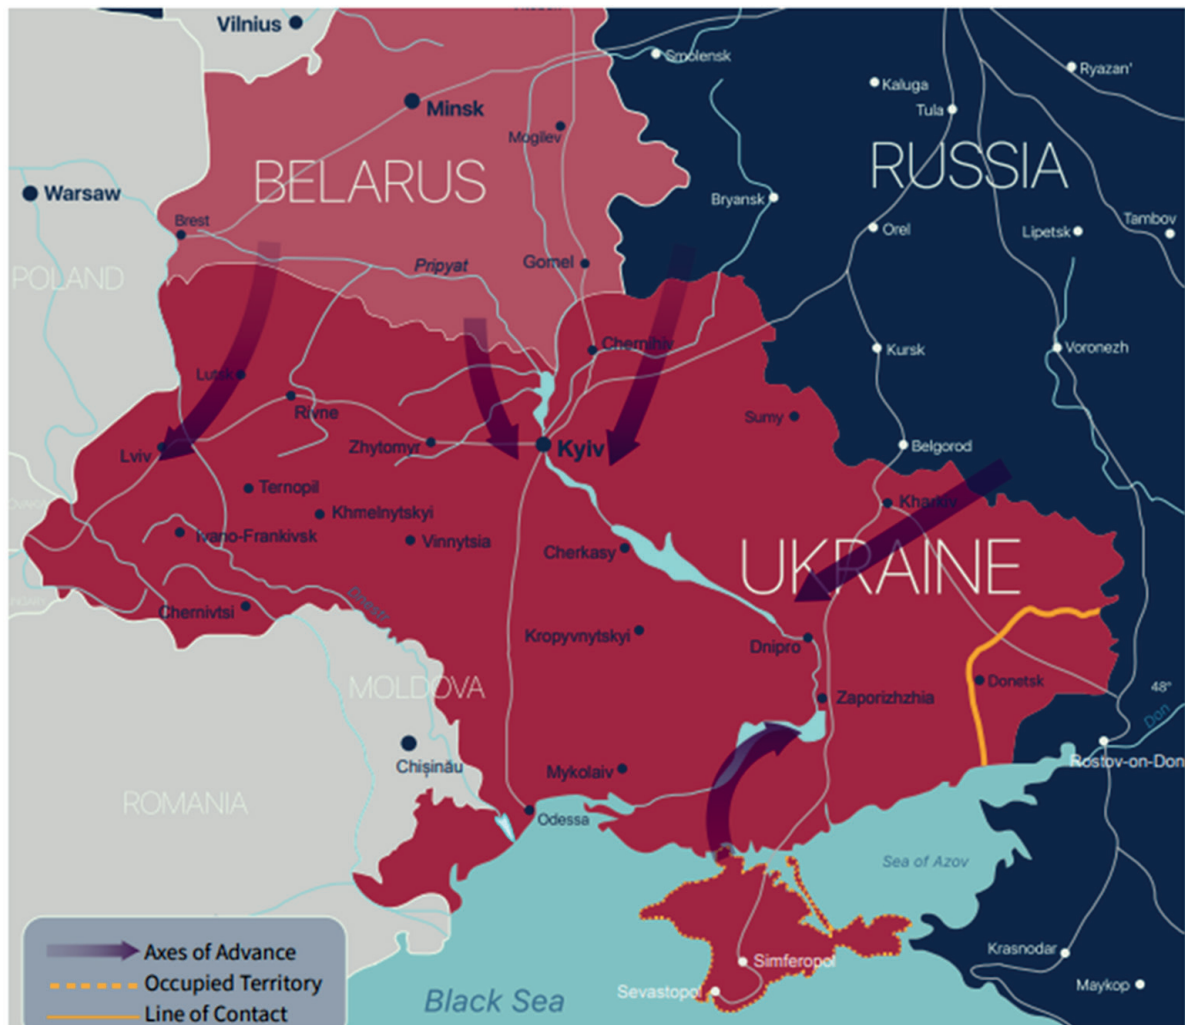 Vilnius
Smolensk
Ryazan'
Kaluga
Minsk
Tula
Mogilev
RUSSIA
BELARUS
Warsaw
Bryansk
Brest
Tambov
Orel
Lipetsk
POLAND
Pripyat
Gomel
Chernihiv
Kursk
Voronezh
Lutsk
Rivne
Sumy
Zhytomyr
Kyiv
Belgorod
Lviv
Ternopil
Kharkiv
Khmelnytskyi
Ivano-Frankivsk
Vinnytsia
Cherkasy
UKRAINE
Chernivtsi
Dnestr
Kropyvnytskyi
Dnipro
Donetsk
MOLDOVA
48°
Zaporizhzhia
Don
Chișinău
Mykolaiv
Rostov-on-Don
ROMANIA
Odessa
Sea of Azov
Axes of Advance
Krasnodar
Simferopol
Occupied Territory
Maykop
Sevastopol
Black Sea
Line of Contact